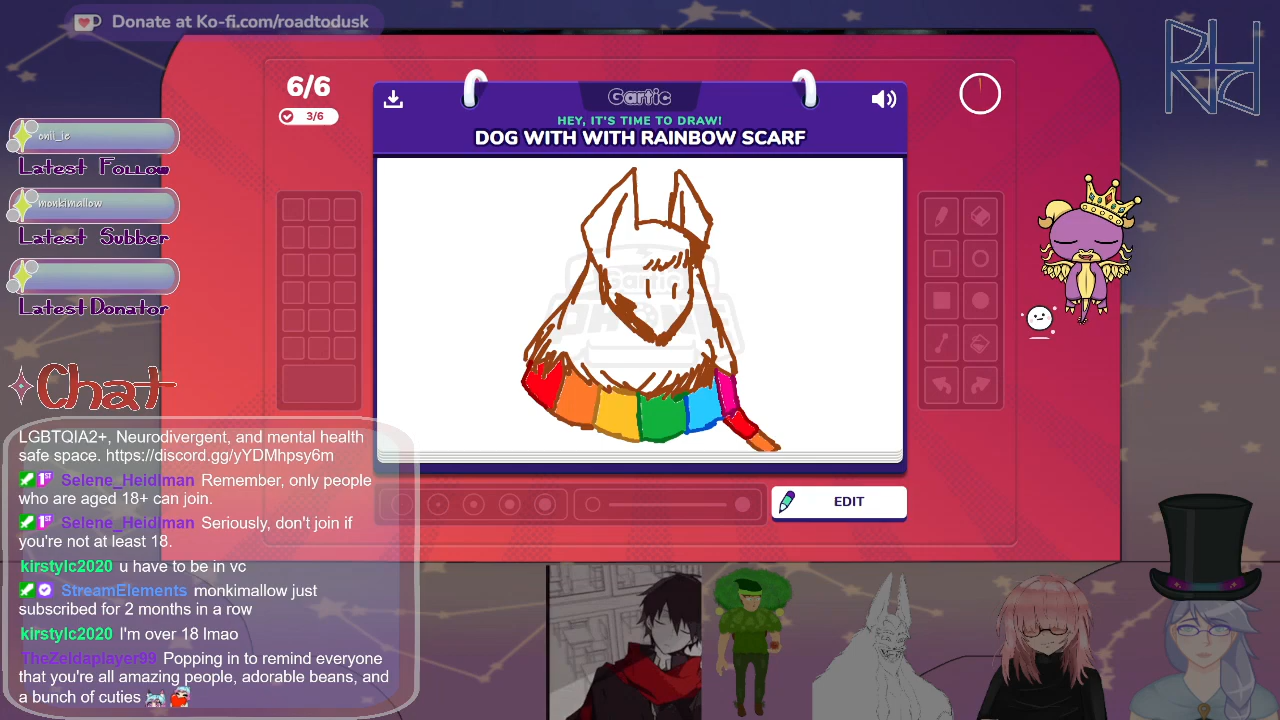 Donate at Ko-fi.com/roadtodusk
6/6
3/6
Gartic
HEY, IT'S TIME TO DRAW!
DOG WITH WITH RAINBOW SCARF
onii_ie
Latest Follow
monkimallow
Latest Subber
Latest Donator
Chat
LGBTQIA2+, Neurodivergent, and mental health
safe space. https://discord.gg/yYDMhpsy6m
Selene_Heidlman Remember, only people
who are aged 18+ can join.
Selene_Heidlman Seriously, don't join if
you're not at least 18.
kirstylc2020 u have to be in vc
StreamElements monkimallow just
subscribed for 2 months in a row
kirstylc2020 I'm over 18 lmao
TheZeldaplayer99 Popping in to remind everyone
that you're all amazing people, adorable beans, and
a bunch of cuties
Gartic
PHONE
EDIT